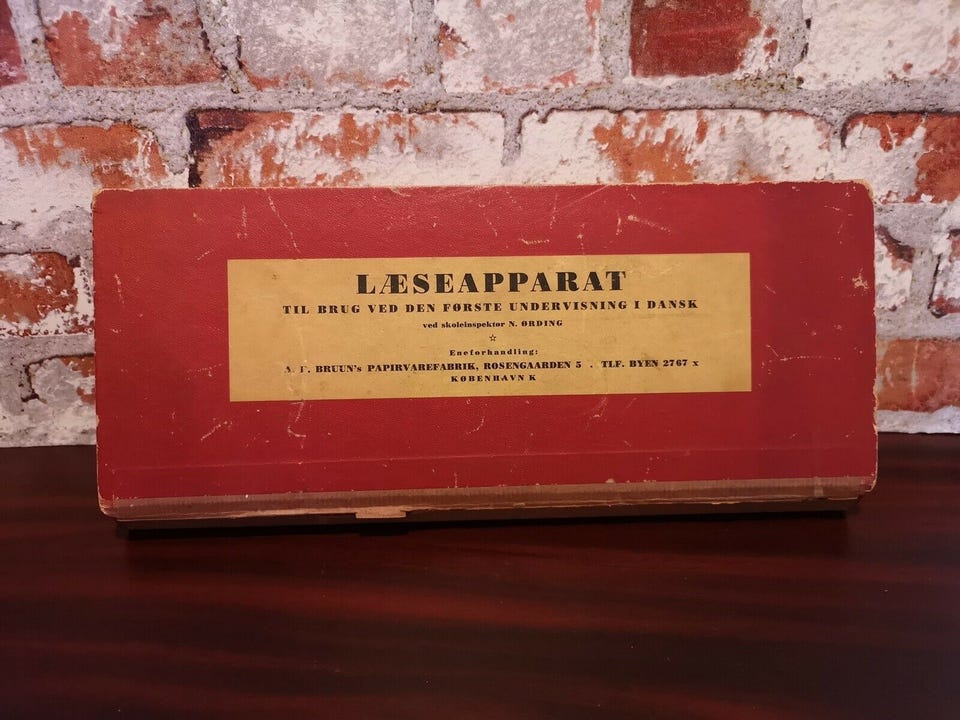 LÆSEAPPARAT
TIL BRUG VED DEN FØRSTE UNDERVISNING I DANSK
ved skoleinspektør N. ØRDING
☆
Eneforhandling:
A. F. BRUUN's PAPIRVAREFABRIK, ROSENGAARDEN 5 . TLF. BYEN 2767 x
KØBENHAVN K